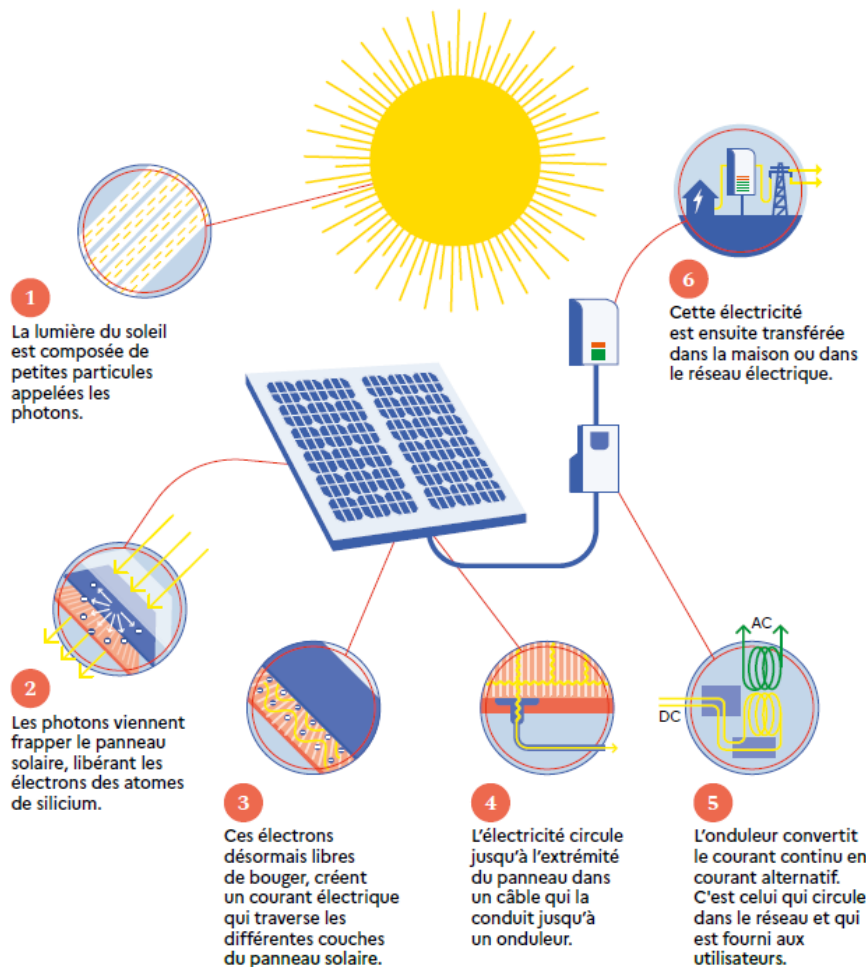 1
La lumière du soleil
est composée de
petites particules
appelées les
photons.
2
Les photons viennent
frapper le panneau
solaire, libérant les
électrons des atomes
de silicium.
3
Ces électrons
désormais libres
de bouger, créent
un courant électrique
qui traverse les
différentes couches
du panneau solaire.
4
L'électricité circule
jusqu'à l'extrémité
du panneau dans
un câble qui la
conduit jusqu'à
un onduleur.
AC
DC
5
L'onduleur convertit
le courant continu en
courant alternatif.
C'est celui qui circule
dans le réseau et qui
est fourni aux
utilisateurs.
6
Cette électricité
est ensuite transférée
dans la maison ou dans
le réseau électrique.